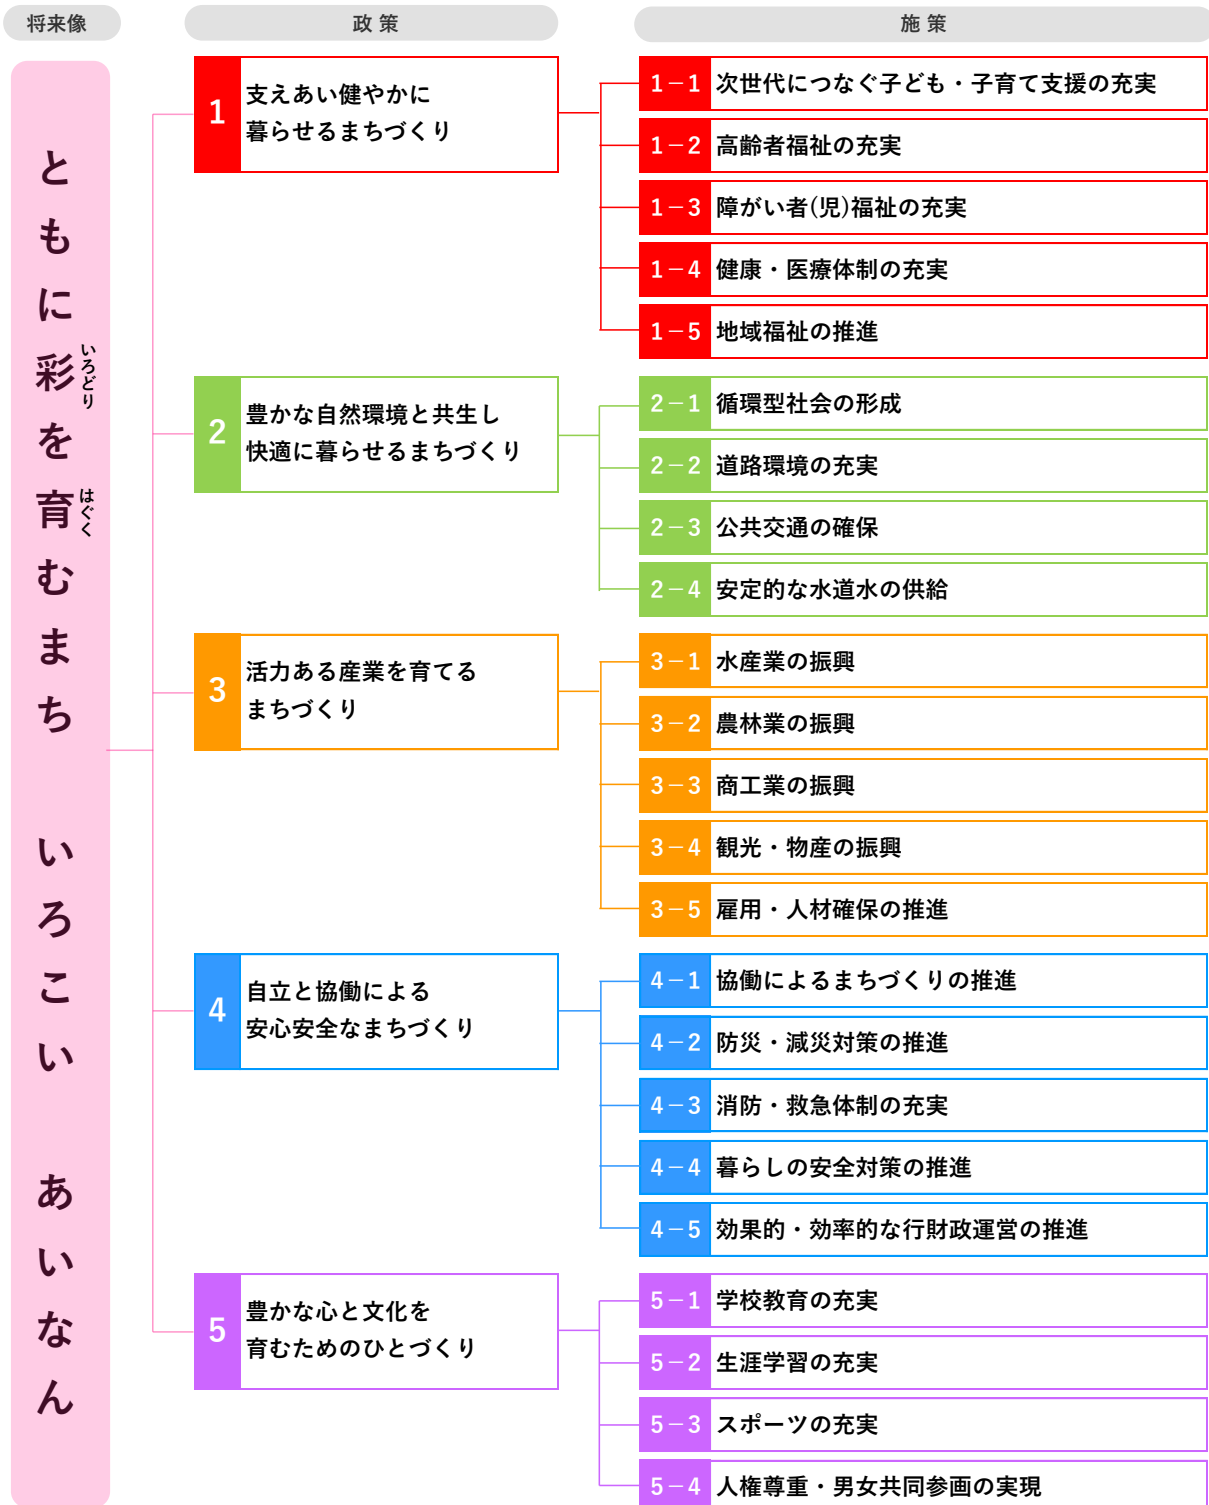 将来像
政 策
施 策
ともに彩を育むまち いろこい あいなん
いろどり
はぐく
1
支えあい健やかに
暮らせるまちづくり
1－1 次世代につなぐ子ども・子育て支援の充実
1－2 高齢者福祉の充実
1－3 障がい者(児)福祉の充実
1－4 健康・医療体制の充実
1－5 地域福祉の推進
2
豊かな自然環境と共生し
快適に暮らせるまちづくり
2－1 循環型社会の形成
2－2 道路環境の充実
2－3 公共交通の確保
2－4 安定的な水道水の供給
3
活力ある産業を育てる
まちづくり
3－1 水産業の振興
3－2 農林業の振興
3－3 商工業の振興
3－4 観光・物産の振興
3－5 雇用・人材確保の推進
4
自立と協働による
安心安全なまちづくり
4－1 協働によるまちづくりの推進
4－2 防災・減災対策の推進
4－3 消防・救急体制の充実
4－4 暮らしの安全対策の推進
4－5 効果的・効率的な行財政運営の推進
5
豊かな心と文化を
育むためのひとづくり
5－1 学校教育の充実
5－2 生涯学習の充実
5－3 スポーツの充実
5－4 人権尊重・男女共同参画の実現